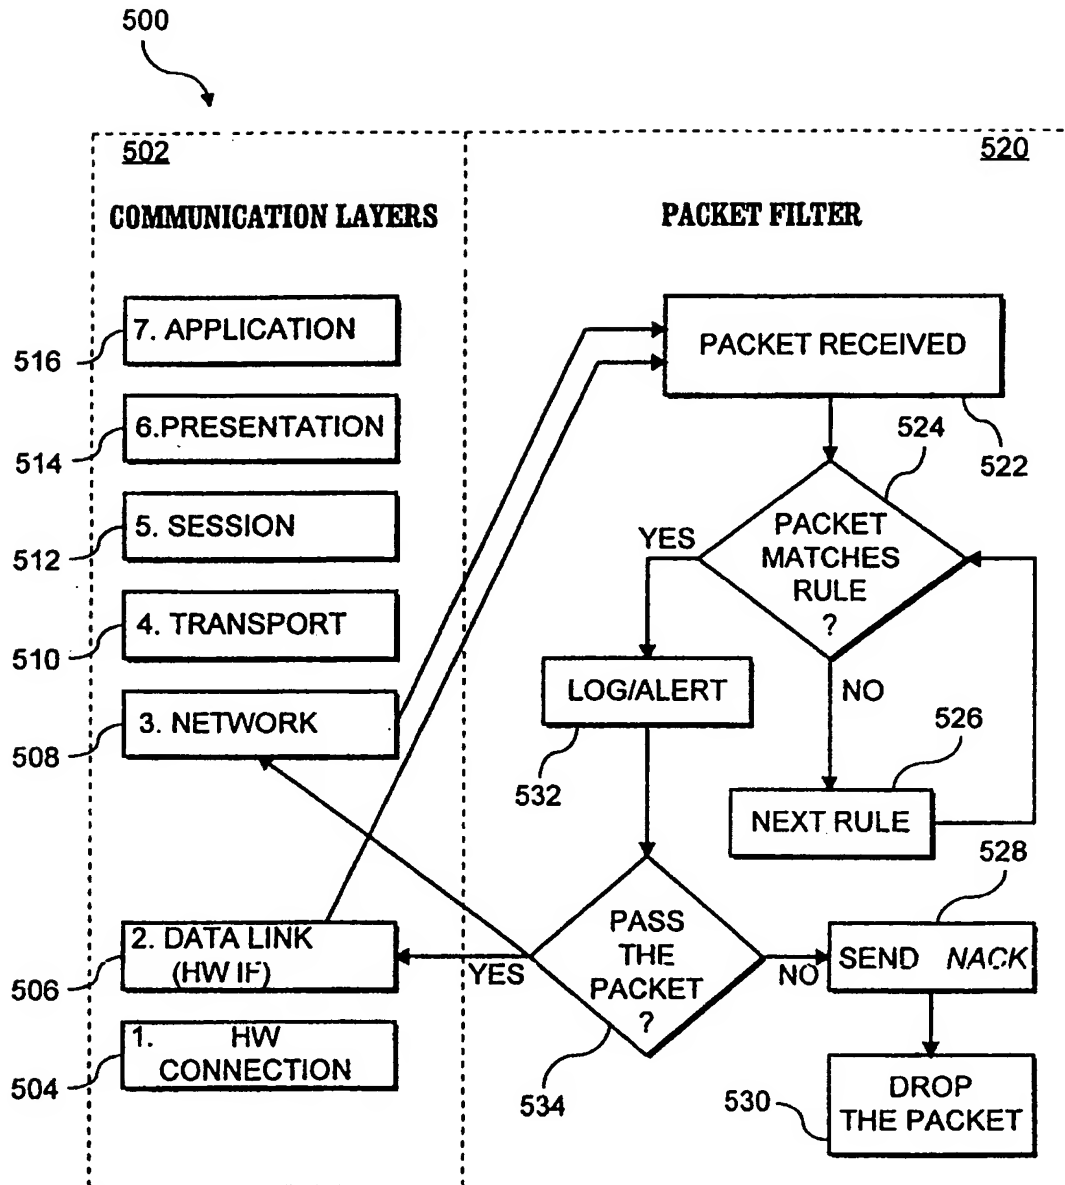 500
502
520
COMMUNICATION LAYERS
PACKET FILTER
7. APPLICATION
516
6.PRESENTATION
514
5. SESSION
512
4. TRANSPORT
510
3. NETWORK
508
2. DATA LINK
(HW IF)
506
1. HW
CONNECTION
504
PACKET RECEIVED
522
524
PACKET
MATCHES
RULE
?
YES
NO
LOG/ALERT
532
526
NEXT RULE
528
PASS
THE
PACKET
?
YES
NO
534
SEND NACK
530
DROP
THE PACKET